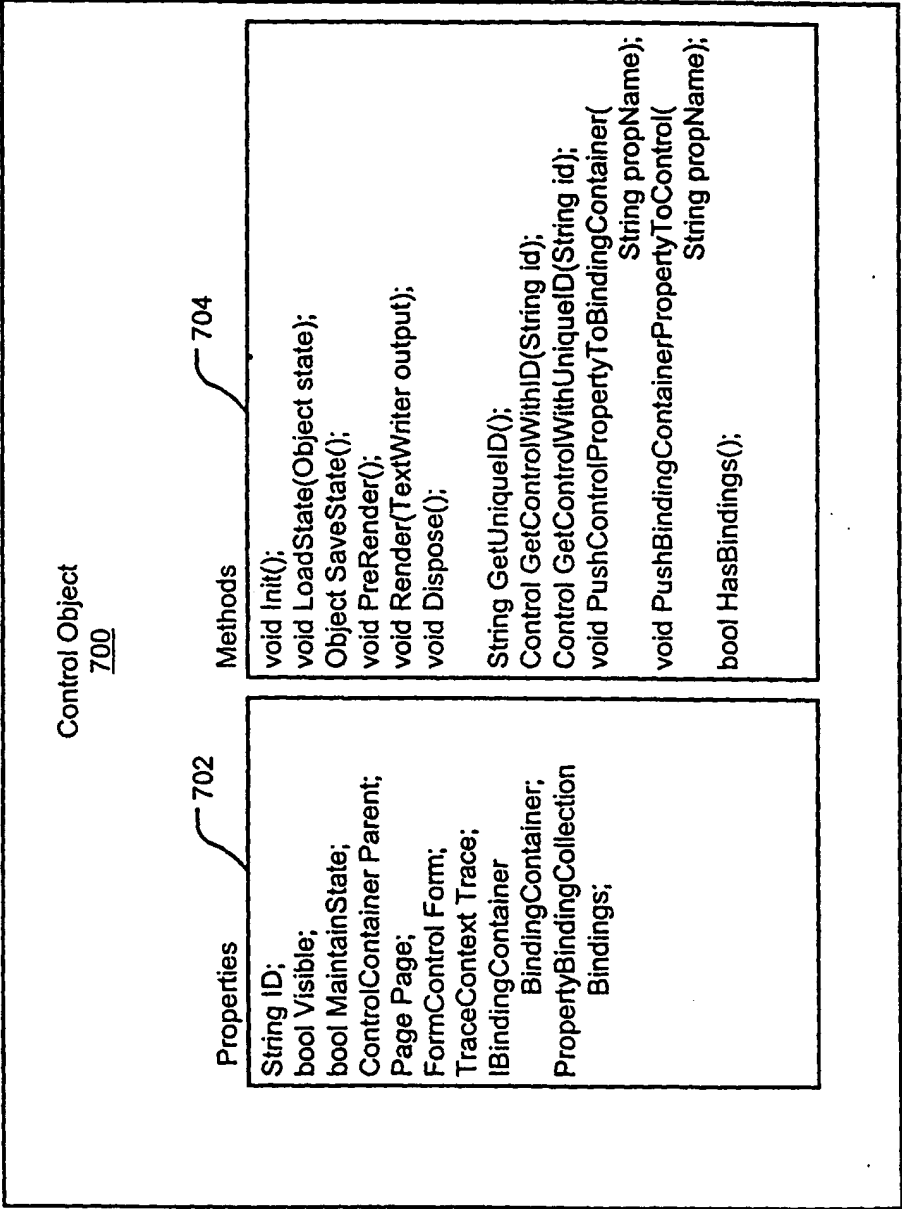 Control Object
700
Properties
702
String ID;
bool Visible;
bool MaintainState;
ControlContainer Parent;
Page Page;
FormControl Form;
TraceContext Trace;
IBindingContainer
BindingContainer;
PropertyBindingCollection
Bindings;
Methods
704
void Init();
void LoadState(Object state);
Object SaveState();
void PreRender();
void Render(TextWriter output);
void Dispose();
String GetUniqueID();
Control GetControlWithID(String id);
Control GetControlWithUniqueID(String id);
void PushControlPropertyToBindingContainer(
String propName);
void PushBindingContainerPropertyToControl(
String propName);
bool HasBindings();